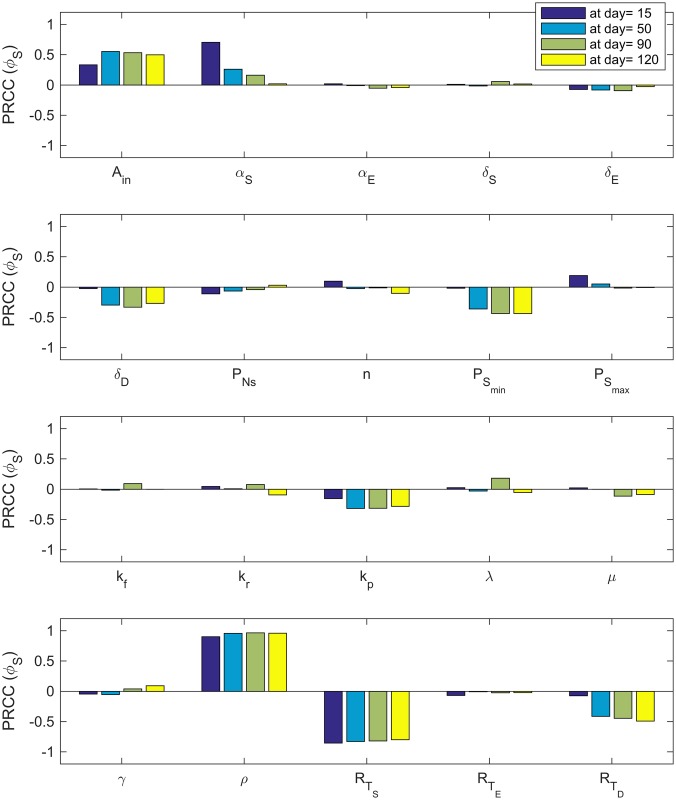 at day= 15
at day= 50
at day= 90
at day= 120
PRCC (ϕS)
1
0.5
0
-0.5
-1
Ain αS αE δS δE
PRCC (ϕS)
1
0.5
0
-0.5
-1
δD PNs n PSmin PSmax
PRCC (ϕS)
1
0.5
0
-0.5
-1
kf kr kp λ μ
PRCC (ϕS)
1
0.5
0
-0.5
-1
γ ρ RTS RTE RTD